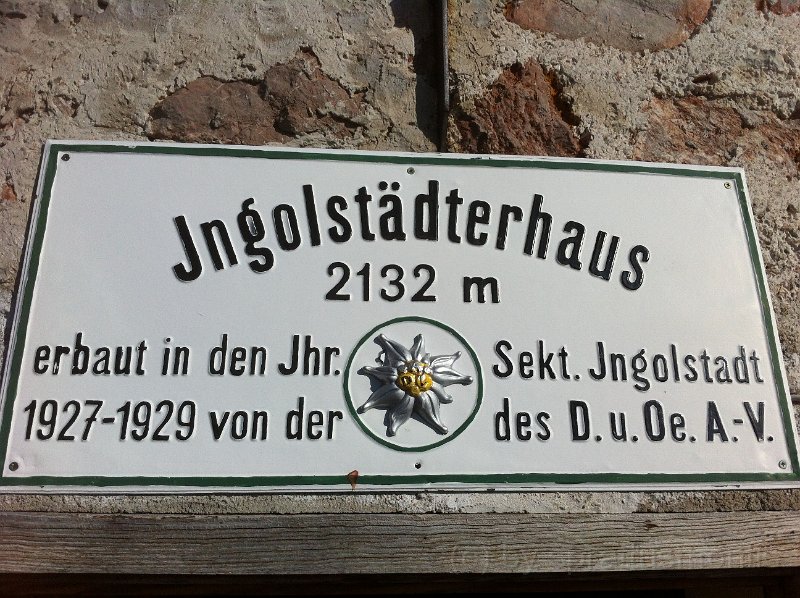 Jngolstädterhaus
2132 m
erbaut in den Jhr. Sekt. Jngolstadt
1927-1929 von der des D. u. Oe. A.-V.